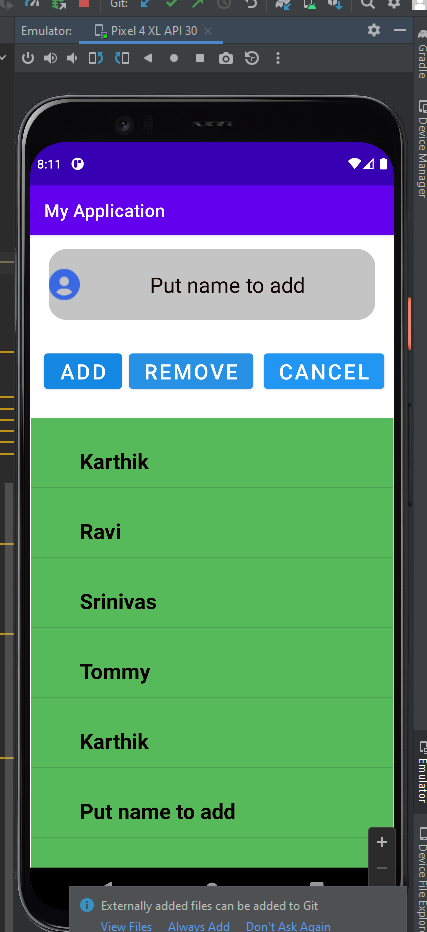 Git:
Emulator:
Pixel 4 XL API 30
8:11
My Application
Put name to add
ADD
REMOVE
CANCEL
Karthik
Ravi
Srinivas
Tommy
Karthik
Put name to add
Externally added files can be added to Git
View Files Always Add Don't Ask Again
Gradle
Device Manager
Emulator
Device File Explore